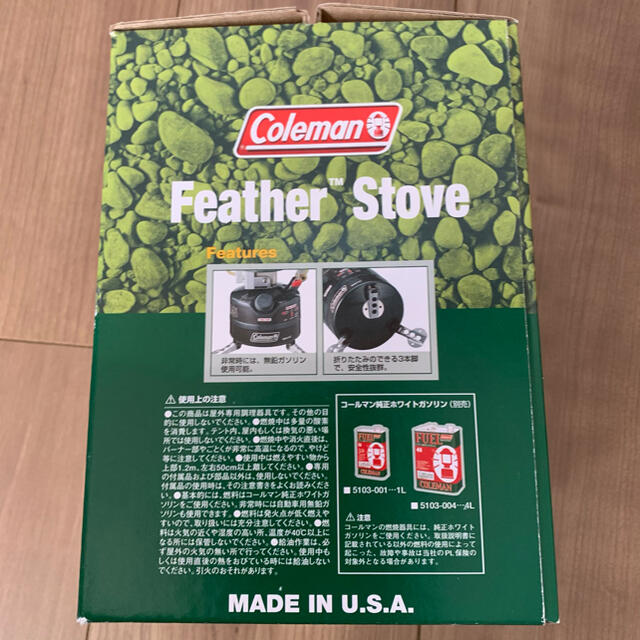 Coleman
Feather™ Stove
Features
Coleman
非常時には、無鉛ガソリン
使用可能。
折りたたみのできる3本脚
で、安全性抜群。
⚠ 使用上の注意
●この商品は屋外専用調理器具です。その他の目
的に使用しないでください。●燃焼中は多量の酸素
を消費します。テント内、屋内もしくは換気の悪い場
所では使用しないでください。●燃焼中や消火直後は、
バーナー部やごとくが非常に高温になるので、やけど
等に注意してください。●使用中は燃えやすい物から
上部1.2m、左右50cm以上離してください。●専用
の付属品および部品以外は、使用しないでください。
付属品の使用時は、その注意書きをよくお読みくださ
い。●基本的には、燃料はコールマン純正ホワイトガ
ソリンをご使用ください。非常時には自動車用無鉛ガ
ソリンも使用できます。●燃料は発火点が低く燃えや
すいので、取り扱いには充分注意してください。●燃
料は火気の近くや湿度の高い所、温度が40℃以上に
なる所には保管しないでください。●給油作業は、必
ず屋外の火気の無い所で行ってください。使用中も
しくは使用直後の熱をおびている時には給油しない
でください。引火のおそれがあります。
コールマン純正ホワイトガソリン(別売)
FUEL
COLEMAN
FUEL
COLEMAN
■5103-001…1L
■5103-004…4L
⚠ 注意
コールマンの燃焼器具には、純正ホワイト
ガソリンをご使用ください。取扱説明書に
記載されている以外の燃料の使用によって
起こった、故障や事故は当社のPL保険の
対象外となる場合があります。
MADE IN U.S.A.